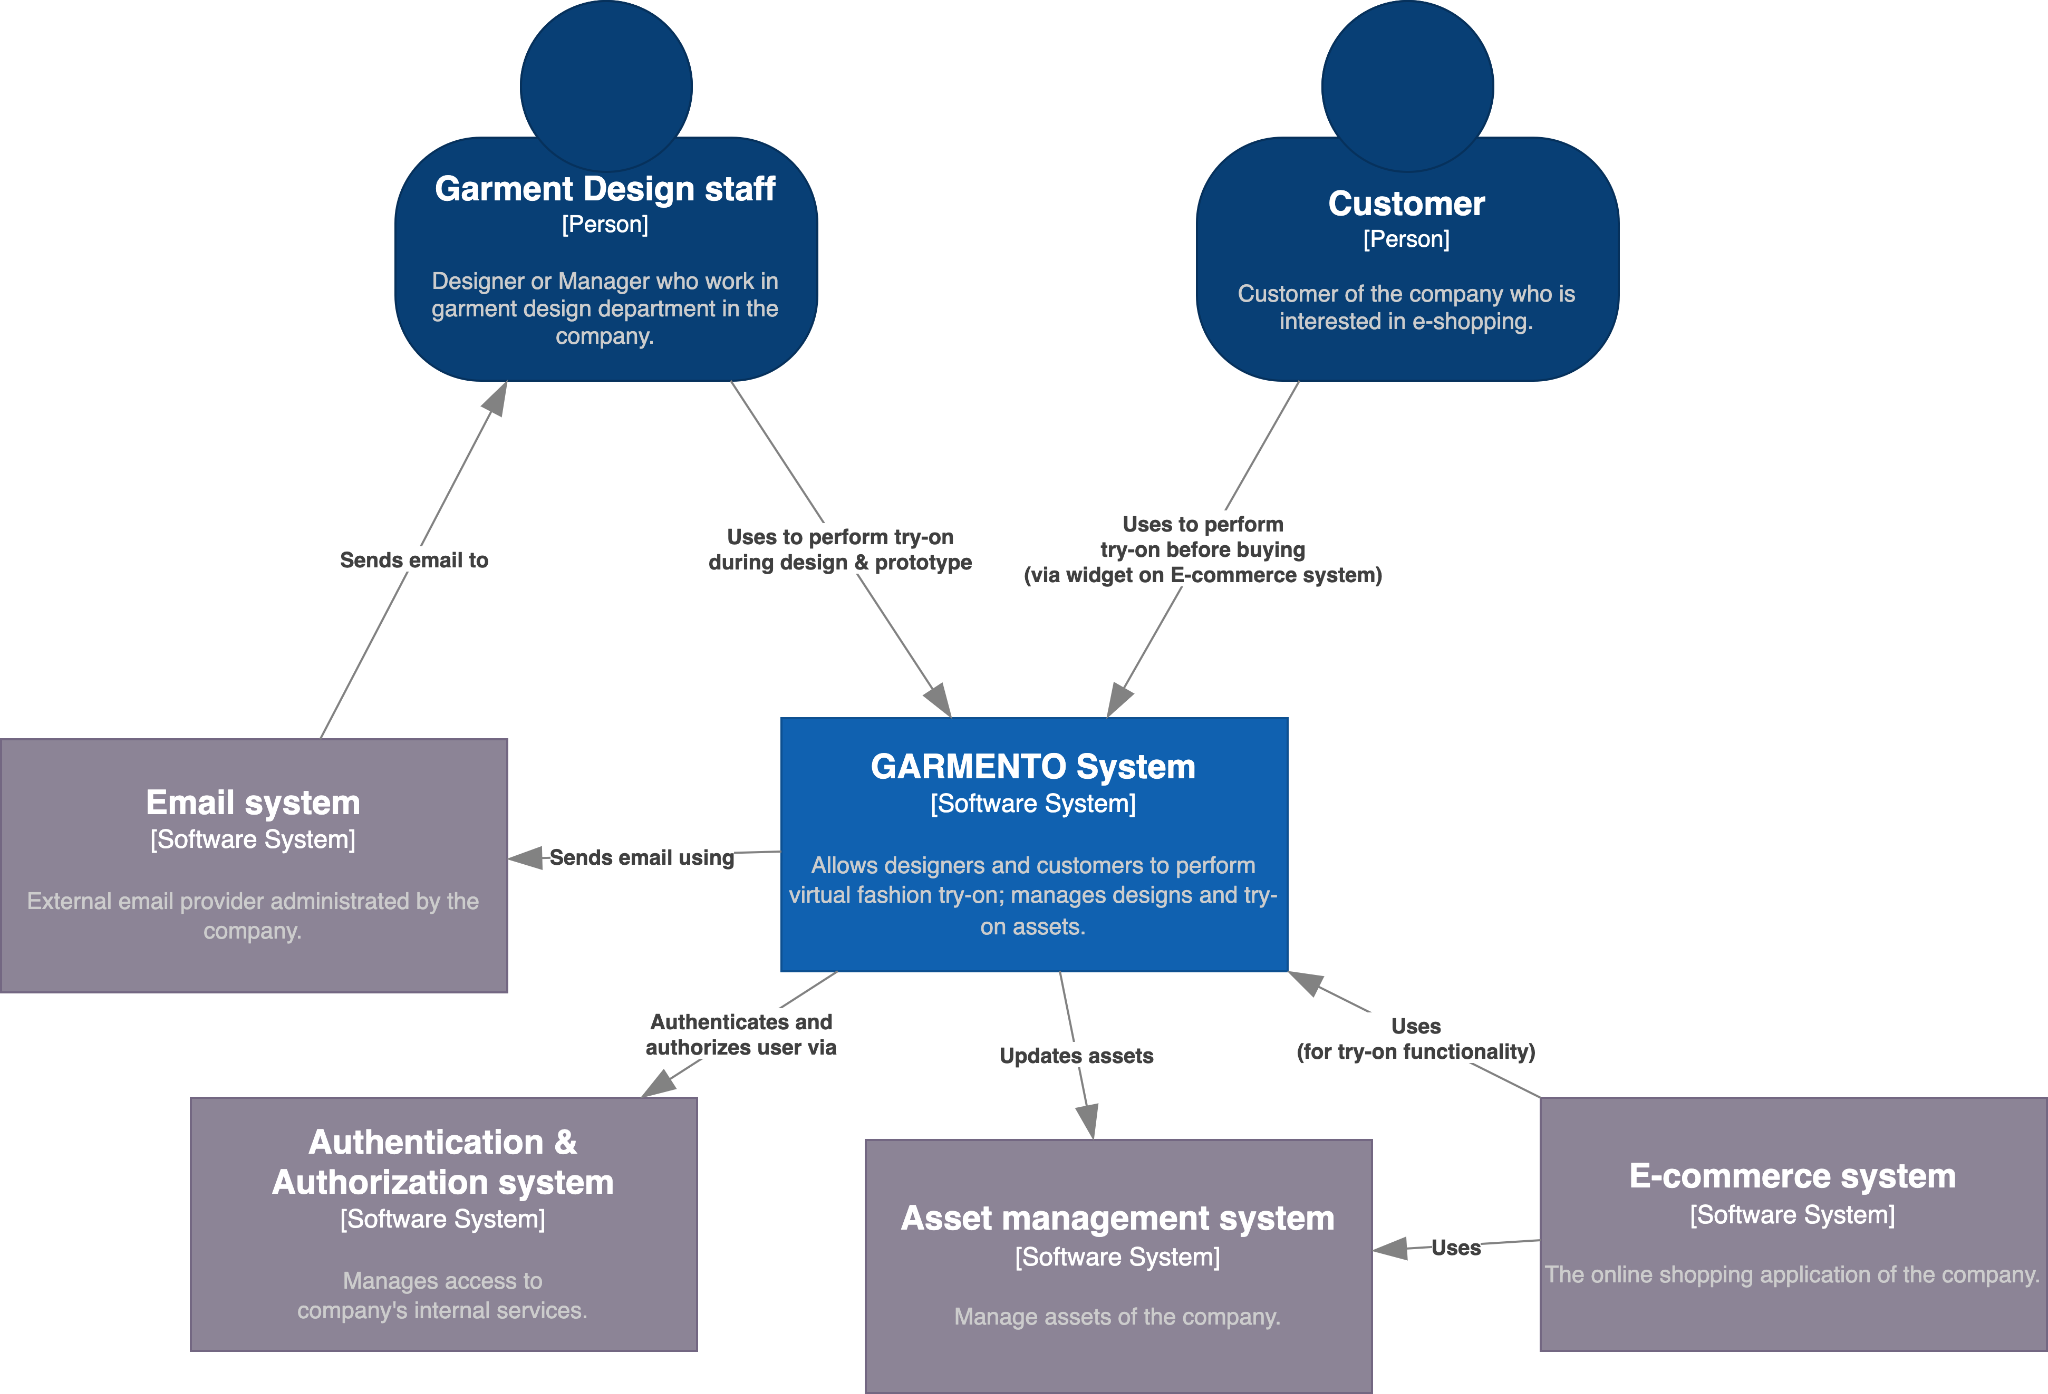 Garment Design staff
[Person]
Designer or Manager who work in
garment design department in the
company.
Customer
[Person]
Customer of the company who is
interested in e-shopping.
Sends email to
Uses to perform try-on
during design & prototype
Uses to perform
try-on before buying
(via widget on E-commerce system)
Email system
[Software System]
External email provider administrated by the
company.
Sends email using
GARMENTO System
[Software System]
Allows designers and customers to perform
virtual fashion try-on; manages designs and try-
on assets.
Authenticates and
authorizes user via
Updates assets
Uses
(for try-on functionality)
Authentication &
Authorization system
[Software System]
Manages access to
company's internal services.
Asset management system
[Software System]
Manage assets of the company.
Uses
E-commerce system
[Software System]
The online shopping application of the company.